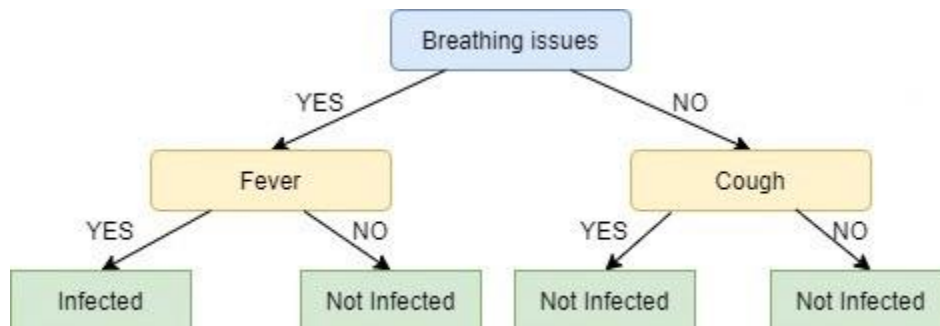 Breathing issues
YES
NO
Fever
Cough
YES
NO
YES
NO
Infected
Not Infected
Not Infected
Not Infected